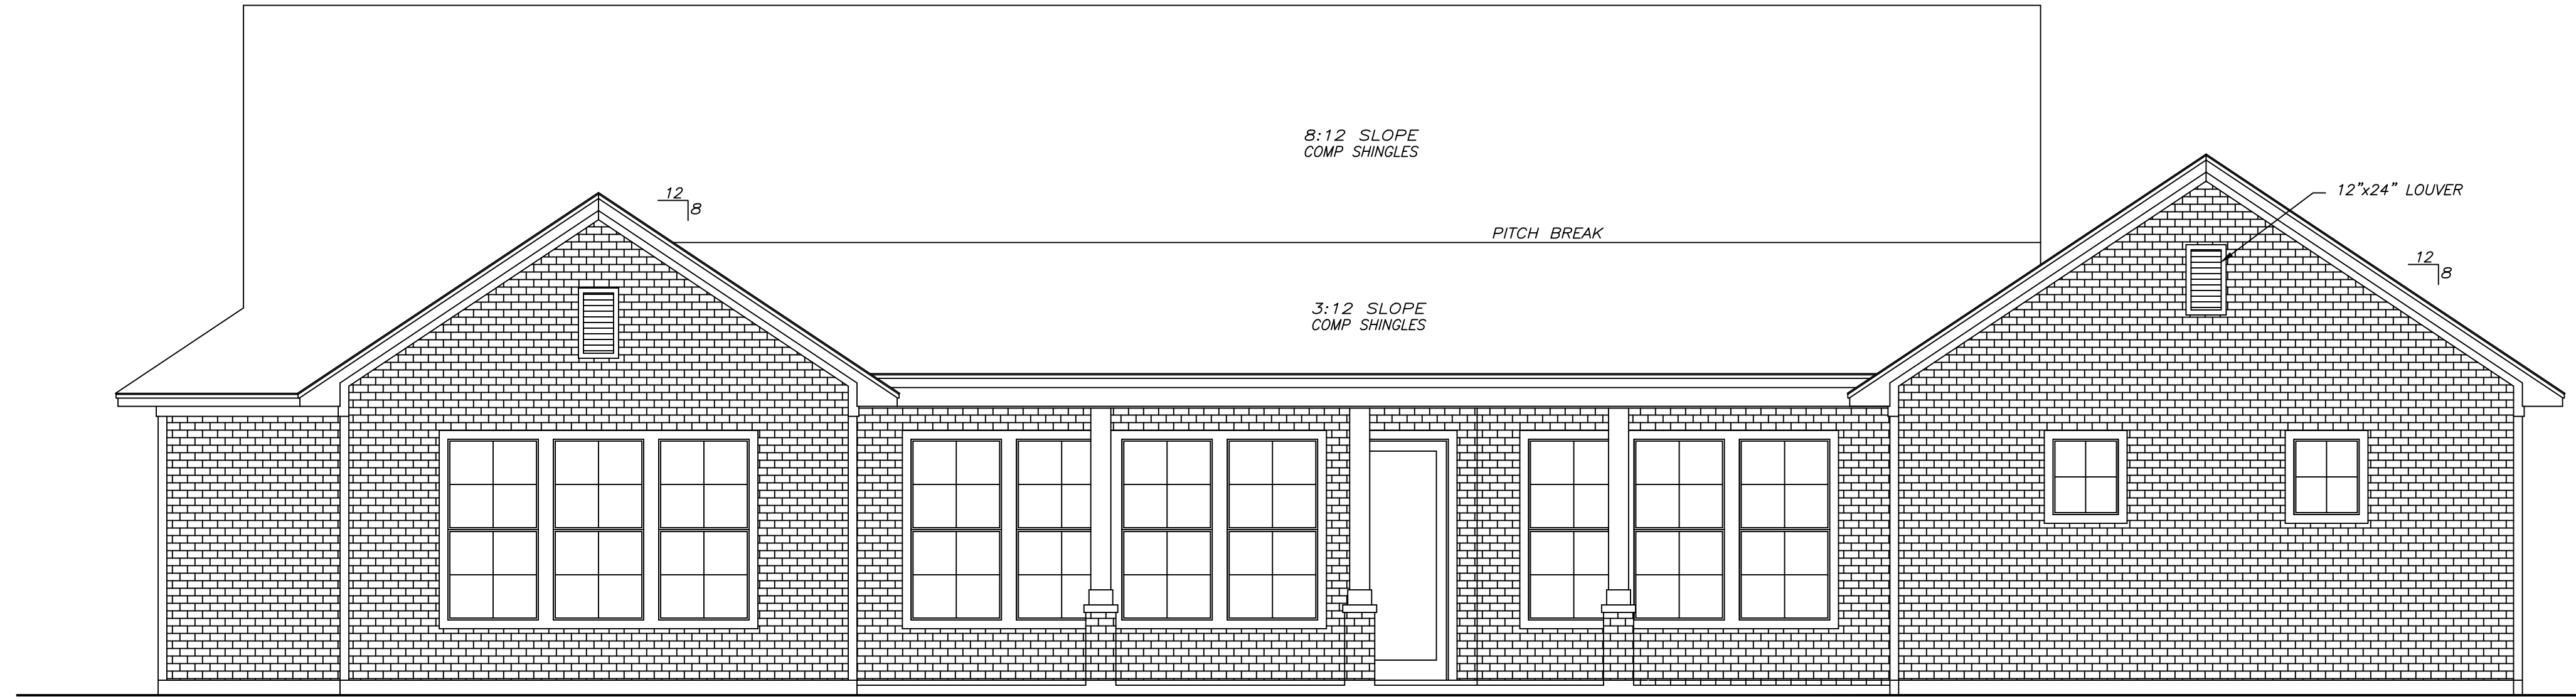 8:12 SLOPE
COMP SHINGLES
12
8
12"x24" LOUVER
PITCH BREAK
12
8
3:12 SLOPE
COMP SHINGLES